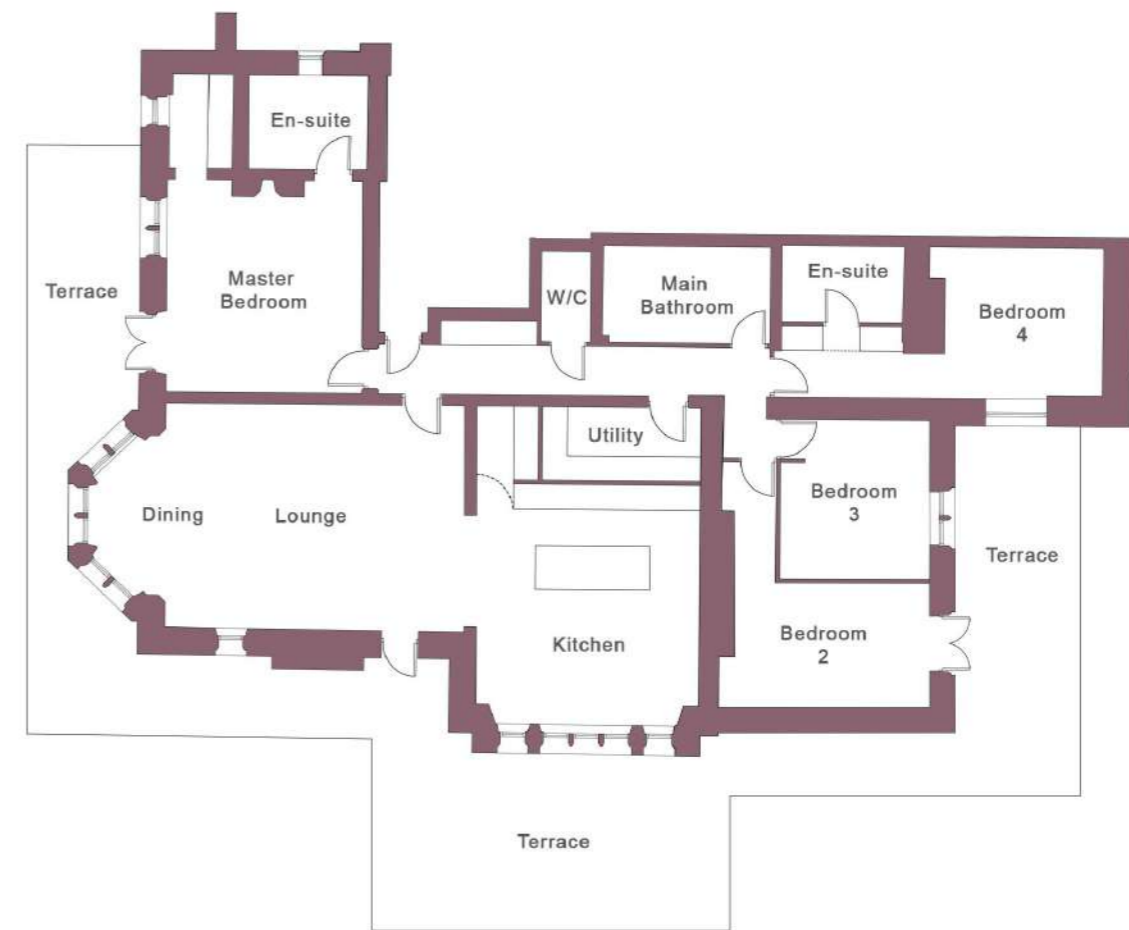 En-suite
Terrace
Master
Bedroom
W/C
Main
Bathroom
En-suite
Bedroom
4
Utility
Dining
Lounge
Bedroom
3
Terrace
Kitchen
Bedroom
2
Terrace